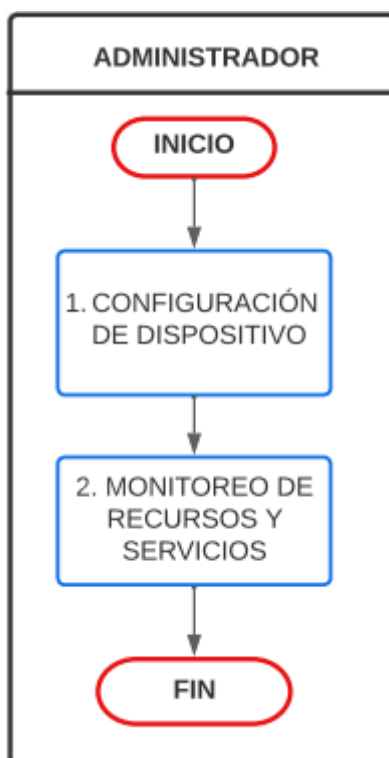 ADMINISTRADOR
INICIO
1. CONFIGURACIÓN
DE DISPOSITIVO
2. MONITOREO DE
RECURSOS Y
SERVICIOS
FIN